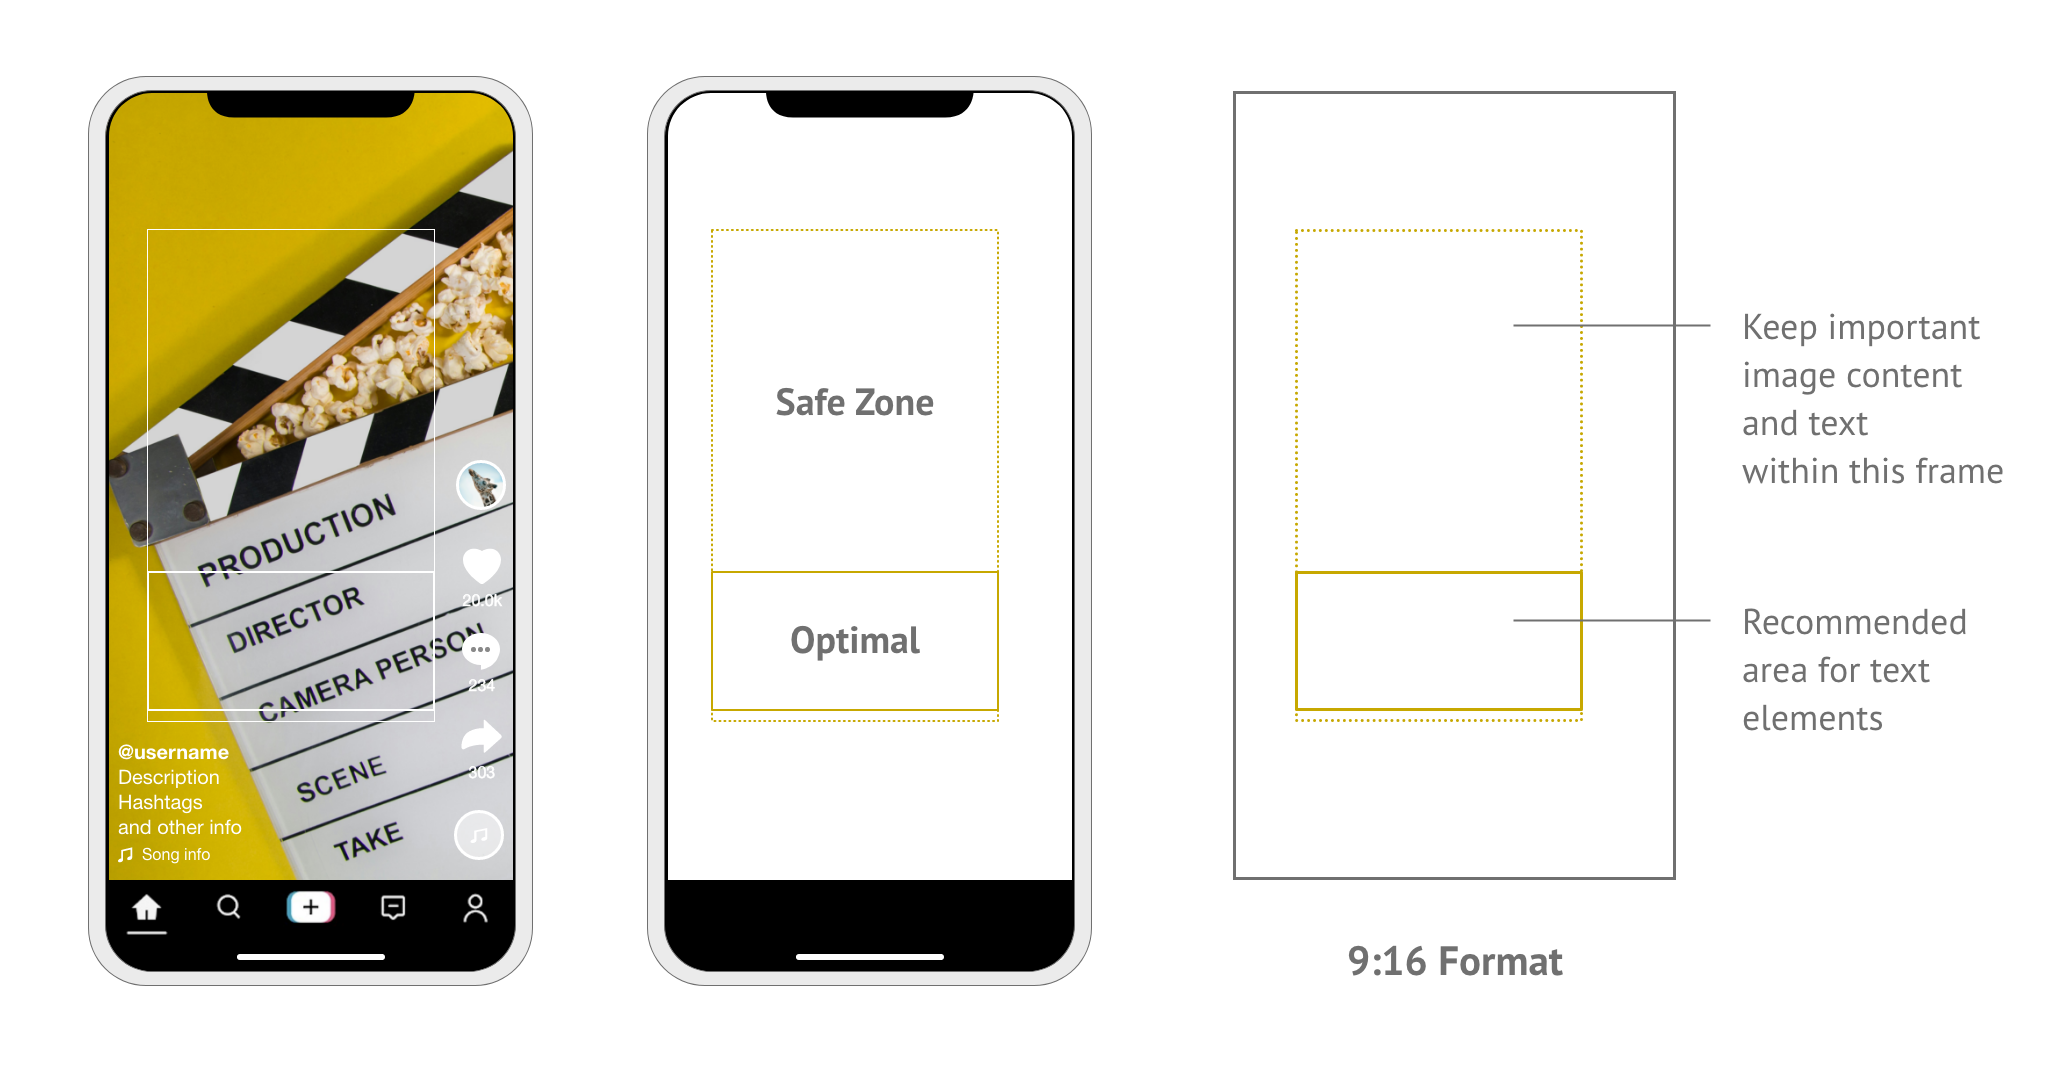 PRODUCTION
DIRECTOR
CAMERA PERSON
SCENE
TAKE
20.0k
234
303
@username
Description
Hashtags
and other info
Song info
Safe Zone
Optimal
Keep important
image content
and text
within this frame
Recommended
area for text
elements
9:16 Format